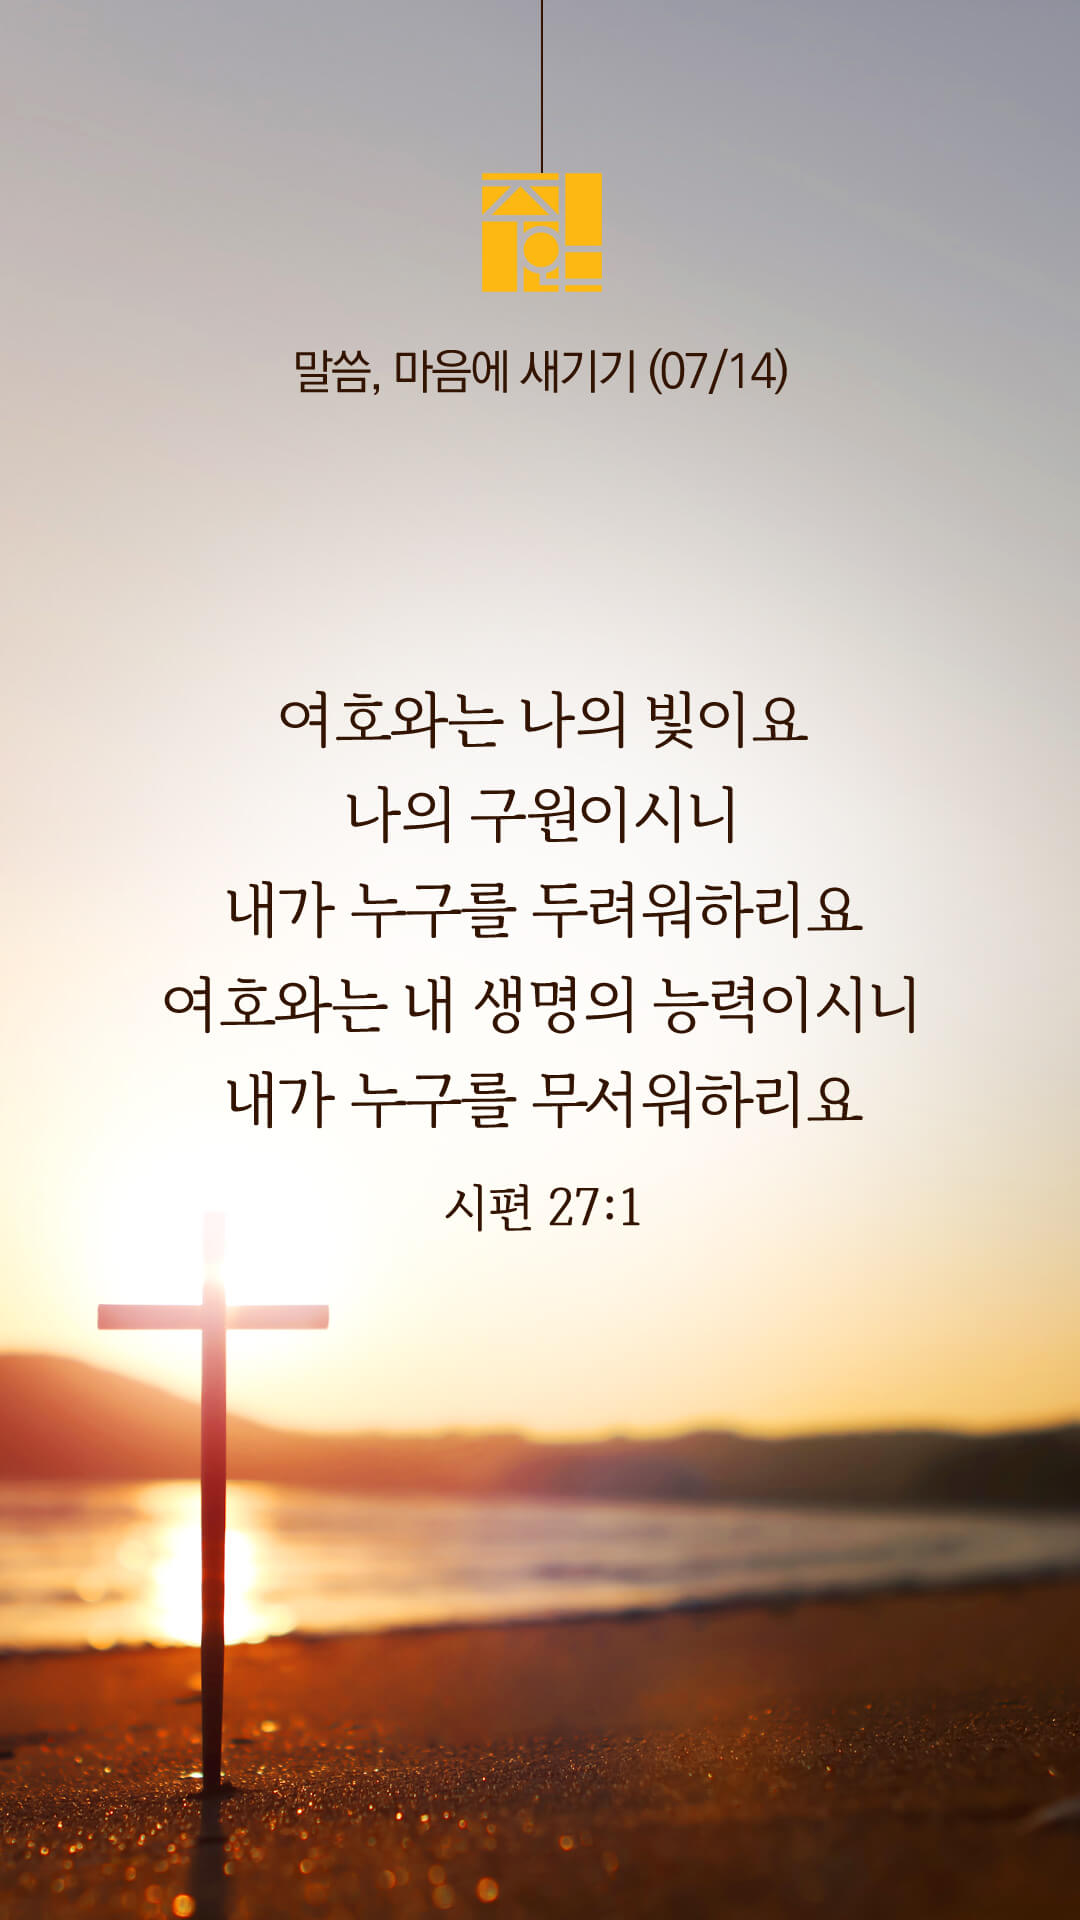 말씀, 마음에 새기기 (07/14)
여호와는 나의 빛이요
나의 구원이시니
내가 누구를 두려워하리요
여호와는 내 생명의 능력이시니
내가 누구를 무서워하리요
시편 27:1